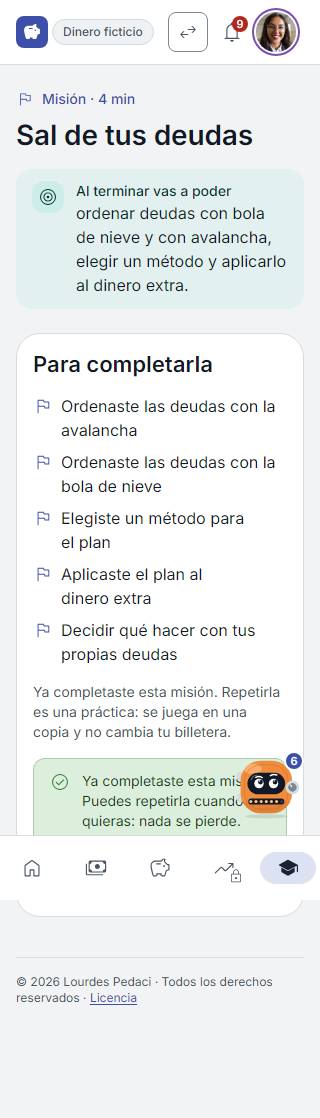 Dinero ficticio
9
Misión · 4 min
Sal de tus deudas
Al terminar vas a poder
ordenar deudas con bola
de nieve y con avalancha,
elegir un método y aplicarlo
al dinero extra.
Para completarla
Ordenaste las deudas con la
avalancha
Ordenaste las deudas con la
bola de nieve
Elegiste un método para
el plan
Aplicaste el plan al
dinero extra
Decidir qué hacer con tus
propias deudas
Ya completaste esta misión. Repetirla
es una práctica: se juega en una
copia y no cambia tu billetera.
6
Ya completaste esta
Puedes repetirla
quieras: nada se pierde.
© 2026 Lourdes Pedaci · Todos los derechos
reservados · Licencia